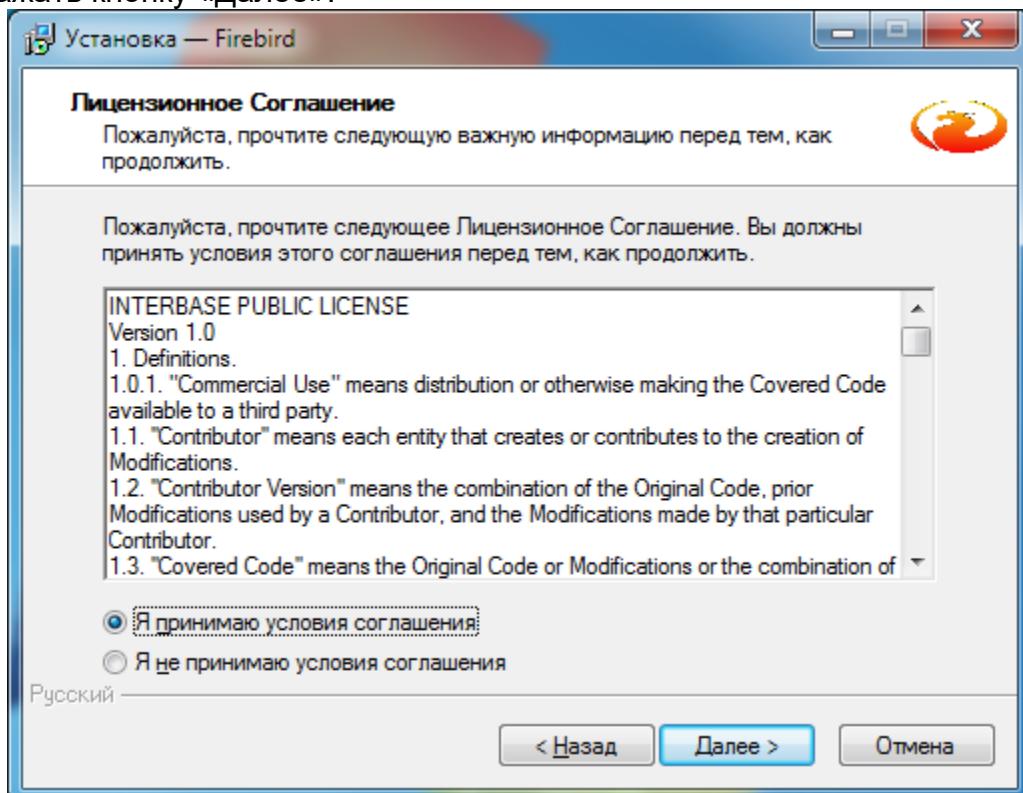 кнопку «Далее».
Установка — Firebird
Лицензионное Соглашение
Пожалуйста, прочтите следующую важную информацию перед тем, как
продолжить.
Пожалуйста, прочтите следующее Лицензионное Соглашение. Вы должны
принять условия этого соглашения перед тем, как продолжить.
INTERBASE PUBLIC LICENSE
Version 1.0
1. Definitions.
1.0.1. "Commercial Use" means distribution or otherwise making the Covered Code
available to a third party.
1.1. "Contributor" means each entity that creates or contributes to the creation of
Modifications.
1.2. "Contributor Version" means the combination of the Original Code, prior
Modifications used by a Contributor, and the Modifications made by that particular
Contributor.
1.3. "Covered Code" means the Original Code or Modifications or the combination of
Я принимаю условия соглашения
Я не принимаю условия соглашения
Русский
< Назад Далее > Отмена